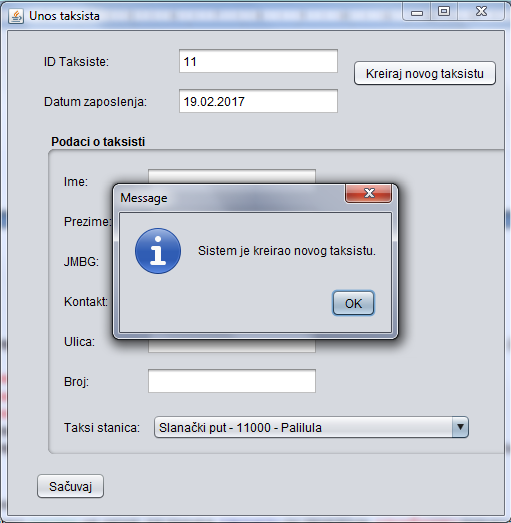 Unos taksista
ID Taksiste: 11
Kreiraj novog taksistu
Datum zaposlenja: 19.02.2017
Podaci o taksisti
Ime:
Message
Prezime:
Sistem je kreirao novog taksistu.
JMBG:
Kontakt:
OK
Ulica:
Broj:
Taksi stanica: Slanački put - 11000 - Palilula
Sačuvaj